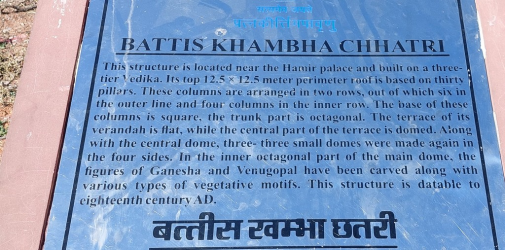 BATTIS KHAMBHA CHHATRI
This structure is located near the Hamir palace and built on a three-
tier Vedika. Its top 12.5 × 12.5 meter perimeter roof is based on thirty
pillars. These columns are arranged in two rows, out of which six in
the outer line and four columns in the inner row. The base of these
columns is square, the trunk part is octagonal. The terrace of its
verandah is flat, while the central part of the terrace is domed. Along
with the central dome, three- three small domes were made again in
the four sides. In the inner octagonal part of the main dome, the
figures of Ganesha and Venugopal have been carved along with
various types of vegetative motifs. This structure is datable to
eighteenth century AD.
बत्तीस खम्भा छतरी